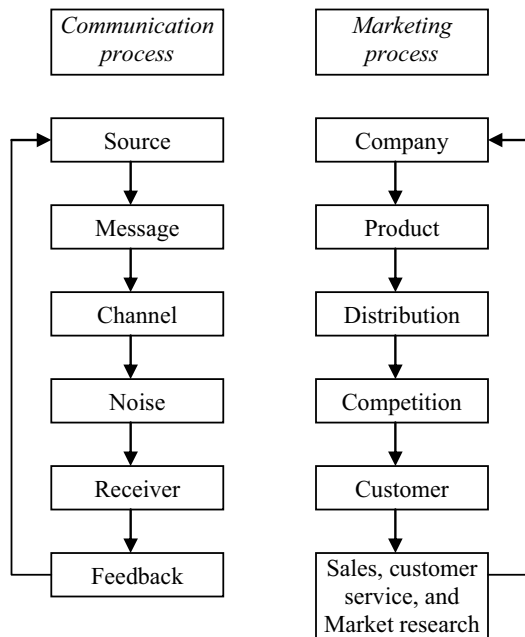 Communication
process
Marketing
process
Source
Company
Message
Product
Channel
Distribution
Noise
Competition
Receiver
Customer
Feedback
Sales, customer
service, and
Market research